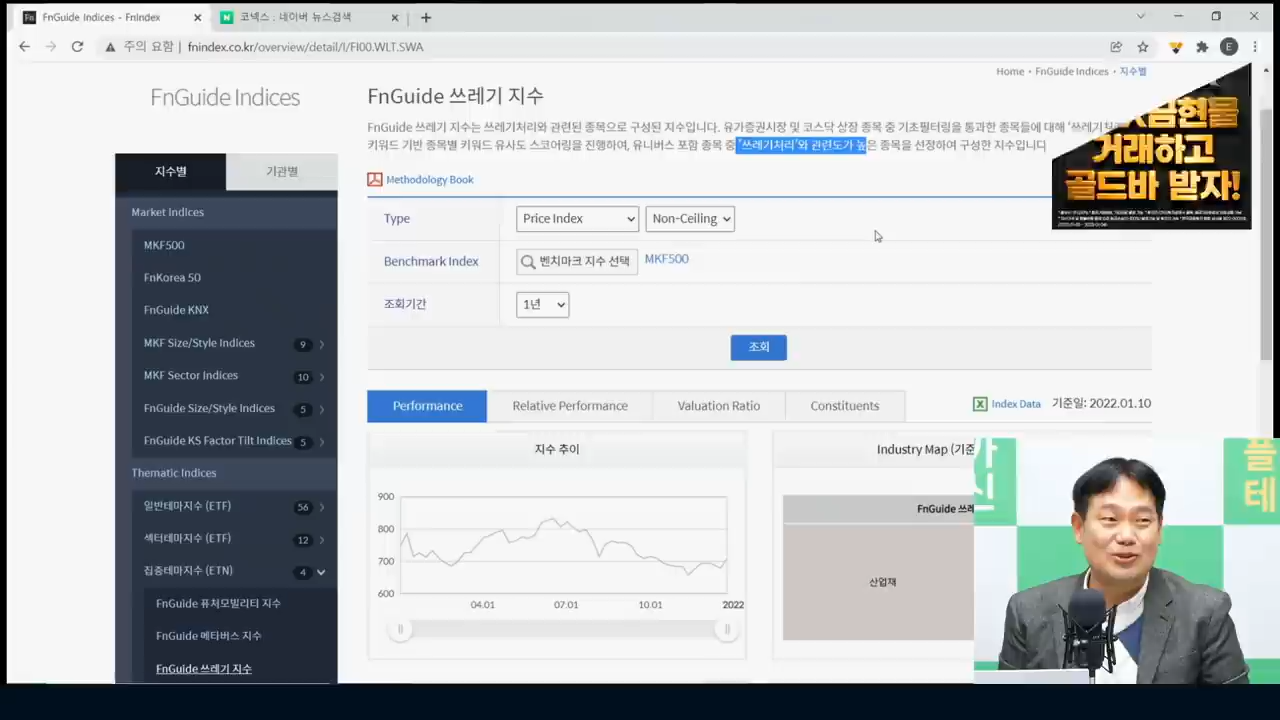 FnGuide Indices - FnIndex
코넥스 : 네이버 뉴스검색
주의 요함
fnindex.co.kr/overview/detail/I/FI00.WLT.SWA
E
Home • FnGuide Indices • 지수별
FnGuide Indices
지수별
기관별
Market Indices
MKF500
FnKorea 50
FnGuide KNX
MKF Size/Style Indices 9
MKF Sector Indices 10
FnGuide Size/Style Indices 5
FnGuide KS Factor Tilt Indices 5
Thematic Indices
일반테마지수 (ETF) 56
섹터테마지수 (ETF) 12
집중테마지수 (ETN) 4
FnGuide 퓨처모빌리티 지수
FnGuide 메타버스 지수
FnGuide 쓰레기 지수
FnGuide 쓰레기 지수
FnGuide 쓰레기 지수는 쓰레기처리와 관련된 종목으로 구성된 지수입니다. 유가증권시장 및 코스닥 상장 종목 중 기초필터링을 통과한 종목들에 대해 '쓰레기처
키워드 기반 종목별 키워드 유사도 스코어링을 진행하여, 유니버스 포함 종목 중 '쓰레기처리'와 관련도가 높은 종목을 선정하여 구성한 지수입니다
Methodology Book
Type
Price Index
Non-Ceiling
Benchmark Index
벤치마크 지수 선택
MKF500
조회기간
1년
조회
Performance
Relative Performance
Valuation Ratio
Constituents
Index Data
기준일: 2022.01.10
지수 추이
900
800
700
600
04.01
07.01
10.01
2022
Industry Map (기준
FnGuide 쓰레
산업재
금현물
거래하고
골드바 받자!
플
테
신